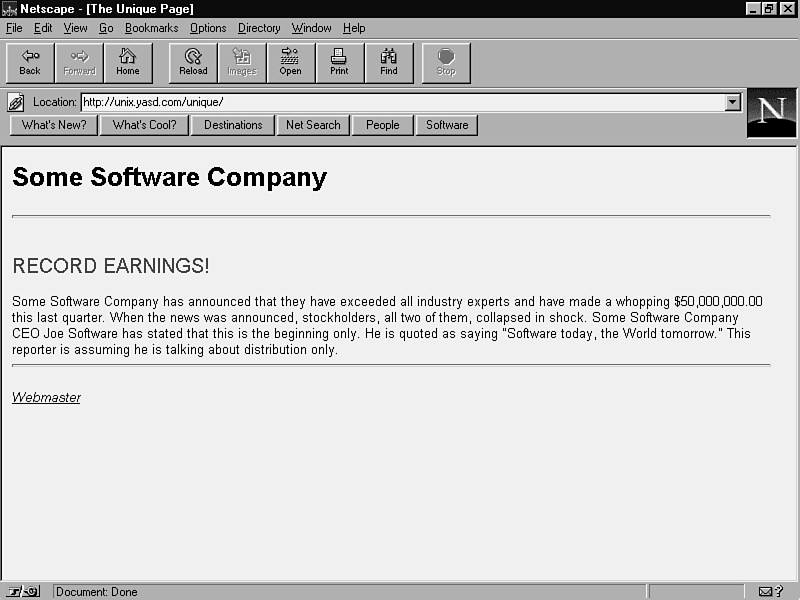 Netscape - [The Unique Page]
File Edit View Go Bookmarks Options Directory Window Help
Back Forward Home Reload Images Open Print Find Stop
Location: http://unix.yasd.com/unique/
What's New? What's Cool? Destinations Net Search People Software
N
Some Software Company
RECORD EARNINGS!
Some Software Company has announced that they have exceeded all industry experts and have made a whopping $50,000,000.00
this last quarter. When the news was announced, stockholders, all two of them, collapsed in shock. Some Software Company
CEO Joe Software has stated that this is the beginning only. He is quoted as saying "Software today, the World tomorrow." This
reporter is assuming he is talking about distribution only.
Webmaster
Document: Done
?